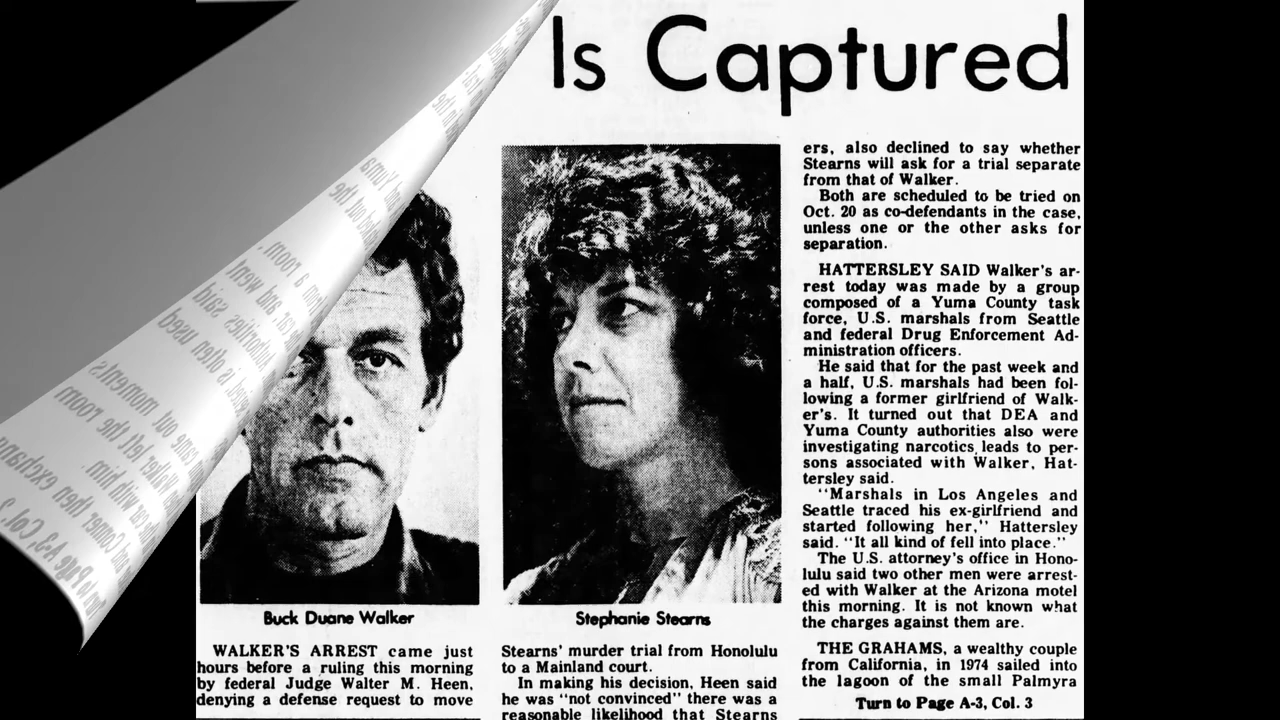 Is Captured
Buck Duane Walker
WALKER'S ARREST came just
hours before a ruling this morning
by federal Judge Walter M. Heen,
denying a defense request to move
Stephanie Stearns
Stearns' murder trial from Honolulu
to a Mainland court.
In making his decision, Heen said
he was "not convinced" there was a
reasonable likelihood that Stearns
ers, also declined to say whether
Stearns will ask for a trial separate
from that of Walker.
Both are scheduled to be tried on
Oct. 20 as co-defendants in the case,
unless one or the other asks for
separation.
HATTERSLEY SAID Walker's ar-
rest today was made by a group
composed of a Yuma County task
force, U.S. marshals from Seattle
and federal Drug Enforcement Ad-
ministration officers.
He said that for the past week and
a half, U.S. marshals had been fol-
lowing a former girlfriend of Walk-
er's. It turned out that DEA and
Yuma County authorities also were
investigating narcotics leads to per-
sons associated with Walker, Hat-
tersley said.
"Marshals in Los Angeles and
Seattle traced his ex-girlfriend and
started following her," Hattersley
said. "It all kind of fell into place."
The U.S. attorney's office in Hono-
lulu said two other men were arrest-
ed with Walker at the Arizona motel
this morning. It is not known what
the charges against them are.
THE GRAHAMS, a wealthy couple
from California, in 1974 sailed into
the lagoon of the small Palmyra
Turn to Page A-3, Col. 3